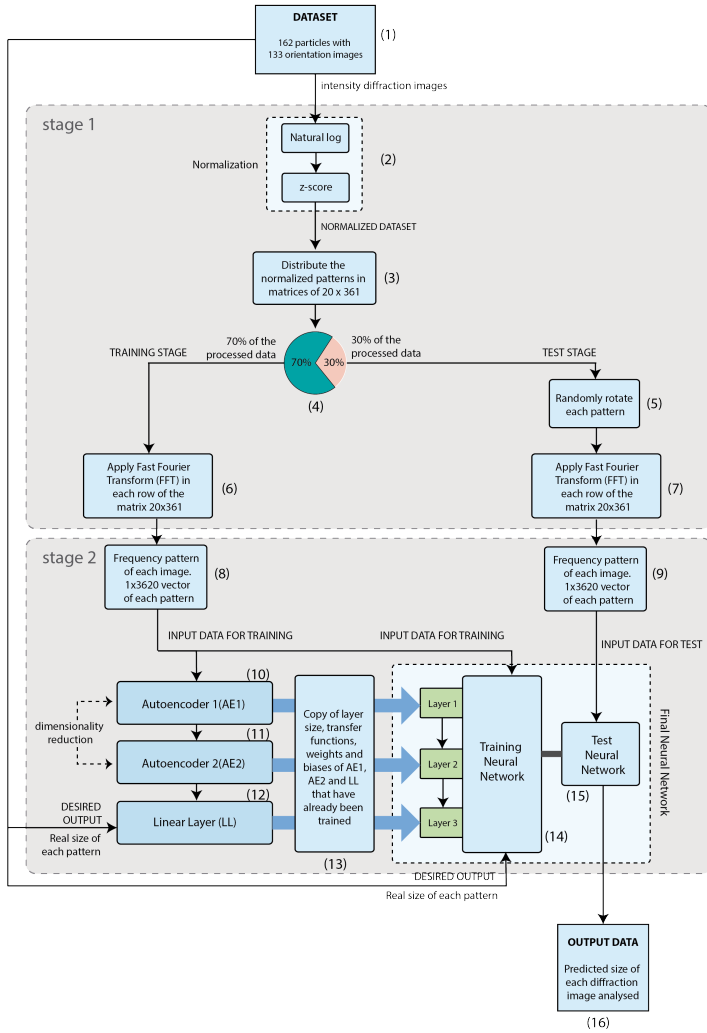 DATASET
162 particles with
133 orientation images
(1)
intensity diffraction images
stage 1
Natural log
(2)
Normalization
z-score
NORMALIZED DATASET
Distribute the
normalized patterns in
matrices of 20 x 361
(3)
70% of the
processed data
30% of the
processed data
TRAINING STAGE
TEST STAGE
70%
30%
(4)
Randomly rotate
each pattern
(5)
Apply Fast Fourier
Transform (FFT) in
each row of the
matrix 20x361
(6)
Apply Fast Fourier
Transform (FFT) in
each row of the
matrix 20x361
(7)
stage 2
Frequency pattern
of each image.
1x3620 vector
of each pattern
(8)
Frequency pattern
of each image.
1x3620 vector
of each pattern
(9)
INPUT DATA FOR TRAINING
INPUT DATA FOR TRAINING
INPUT DATA FOR TEST
(10)
Autoencoder 1(AE1)
dimensionality
reduction
(11)
Autoencoder 2(AE2)
(12)
Linear Layer (LL)
DESIRED
OUTPUT
Real size of
each pattern
Copy of layer
size, transfer
functions,
weights and
biases of AE1,
AE2 and LL
that have
already been
trained
(13)
Layer 1
Layer 2
Layer 3
Training
Neural
Network
(14)
Test
Neural
Network
(15)
Final Neural Network
DESIRED OUTPUT
Real size of each pattern
OUTPUT DATA
Predicted size of
each diffraction
image analysed
(16)